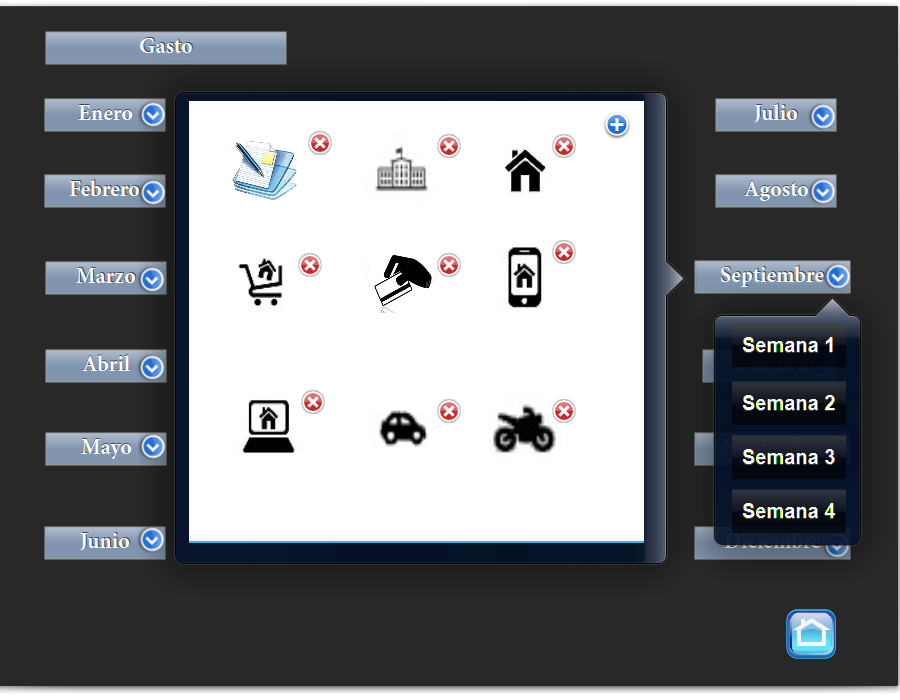 Gasto
Enero
Febrero
Marzo
Abril
Mayo
Junio
Julio
Agosto
Septiembre
Semana 1
Semana 2
Semana 3
Semana 4
Diciembre